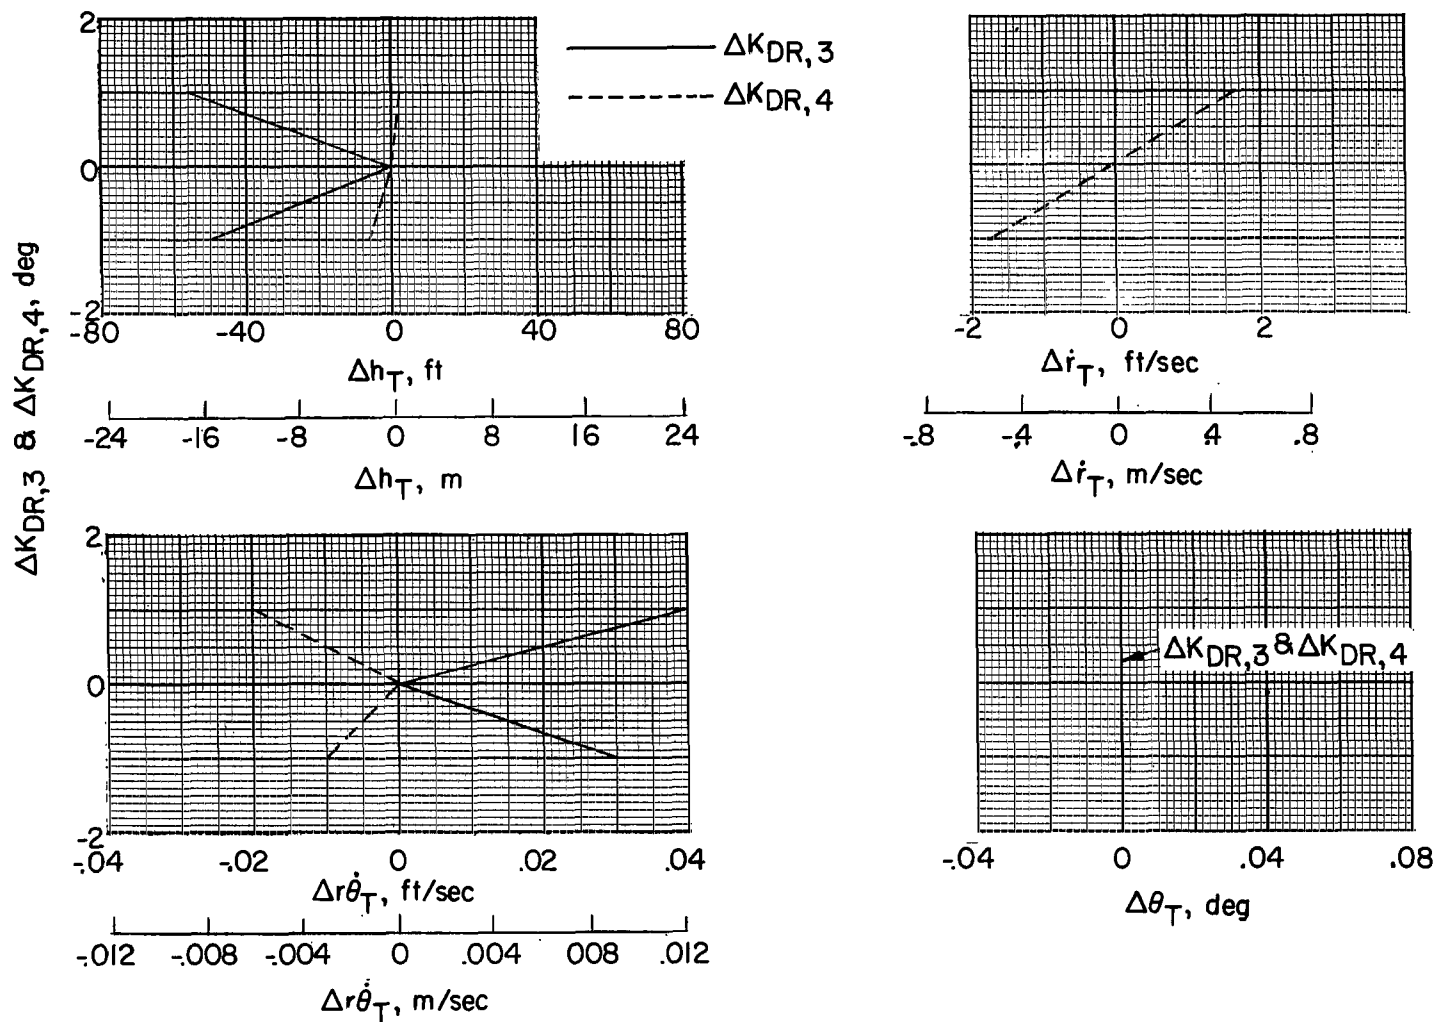 ΔK_DR,3 & ΔK_DR,4, deg
2
0
-2
-80 -40 0 40 80
Δh_T, ft
-24 -16 -8 0 8 16 24
Δh_T, m
ΔK_DR,3
ΔK_DR,4
-2 0 2
Δṙ_T, ft/sec
-.8 -.4 0 .4 .8
Δṙ_T, m/sec
2
0
-2
-.04 -.02 0 .02 .04
Δrθ̇_T, ft/sec
-.012 -.008 -.004 0 .004 .008 .012
Δrθ̇_T, m/sec
ΔK_DR,3 & ΔK_DR,4
-.04 0 .04 .08
Δθ_T, deg